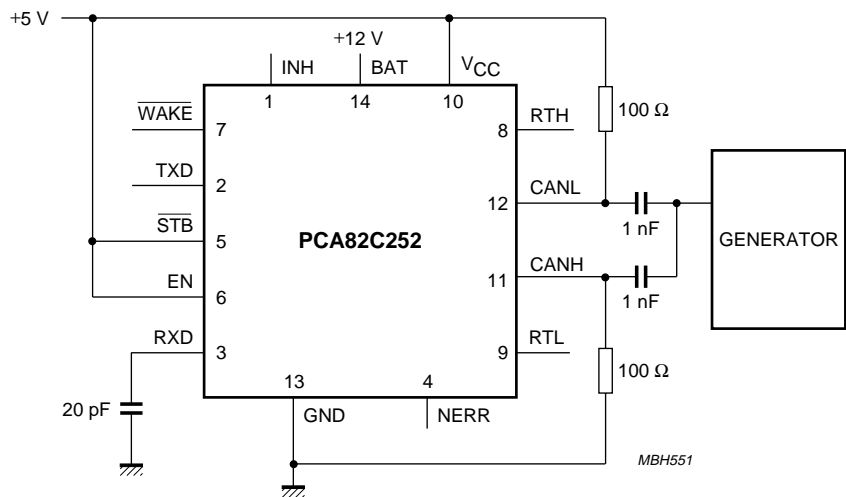 +5 V
+12 V
INH
BAT
VCC
1
14
10
WAKE
7
8
RTH
100 Ω
TXD
2
12
CANL
1 nF
STB
5
PCA82C252
GENERATOR
11
CANH
1 nF
EN
6
RXD
3
9
RTL
100 Ω
20 pF
13
4
GND
NERR
MBH551